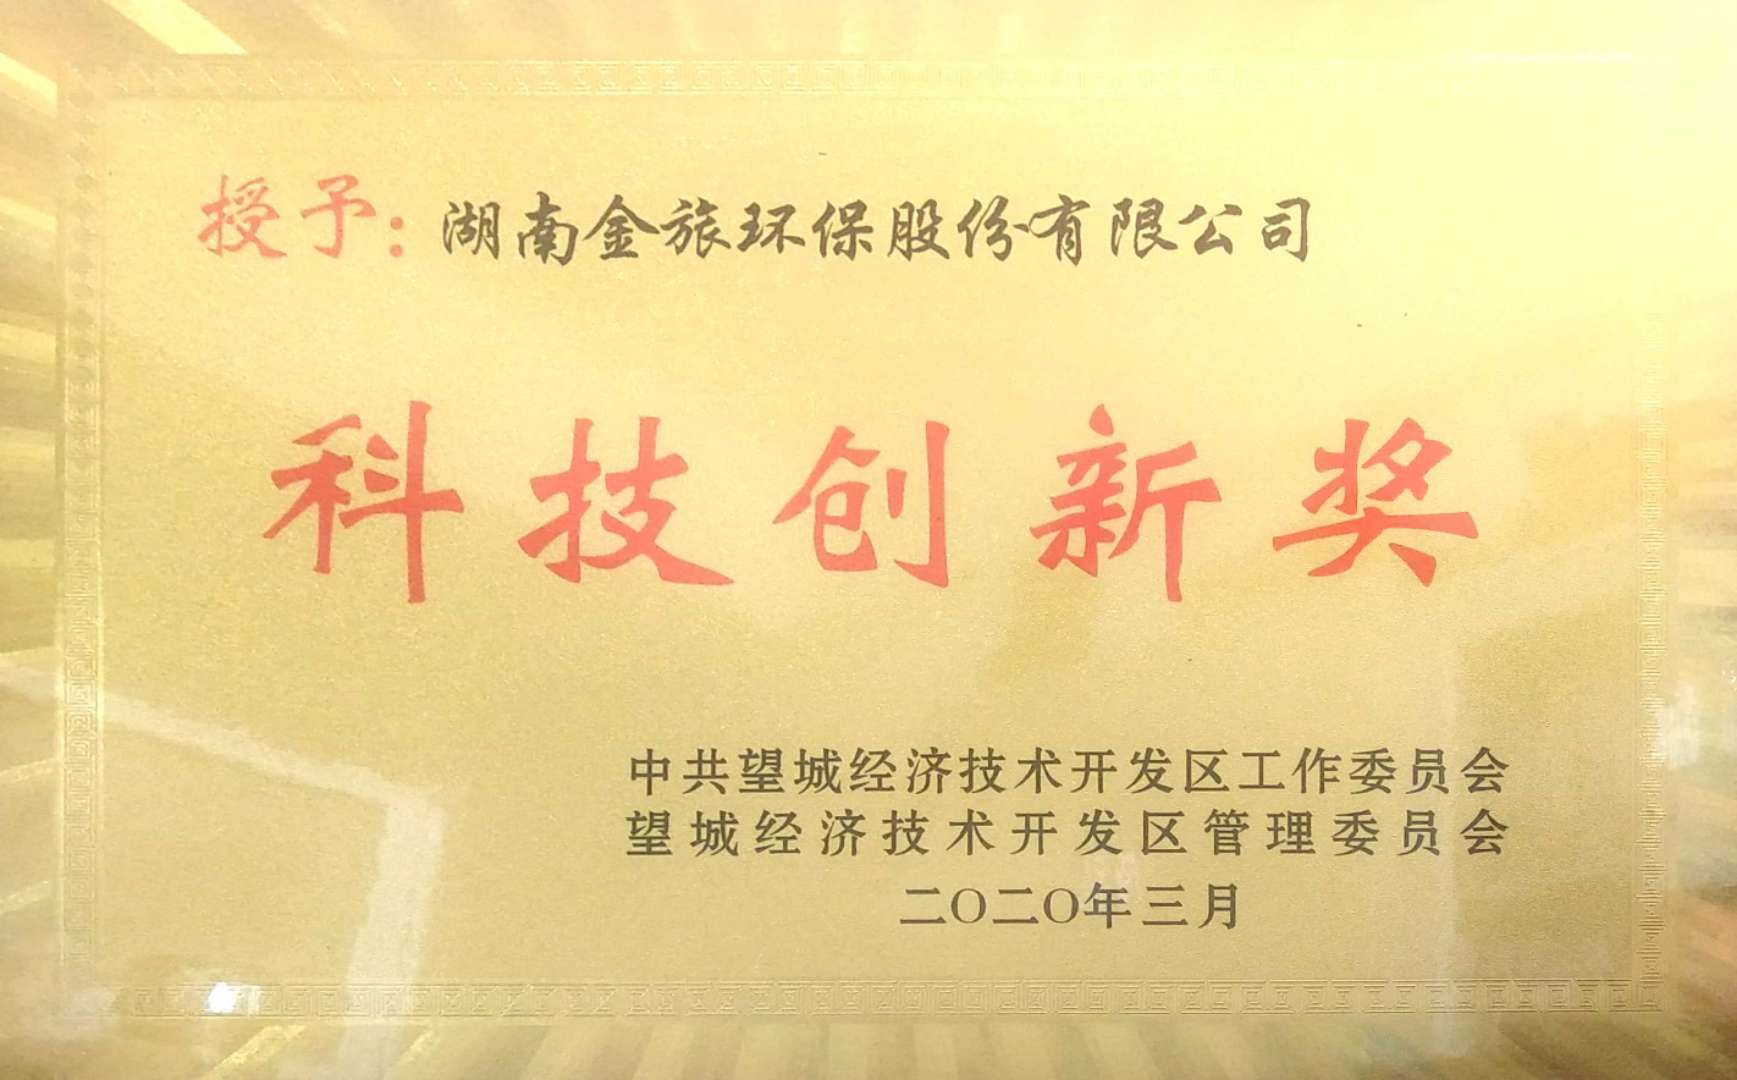 授予：湖南金旅环保股份有限公司
科技创新奖
中共望城经济技术开发区工作委员会
望城经济技术开发区管理委员会
二〇二〇年三月